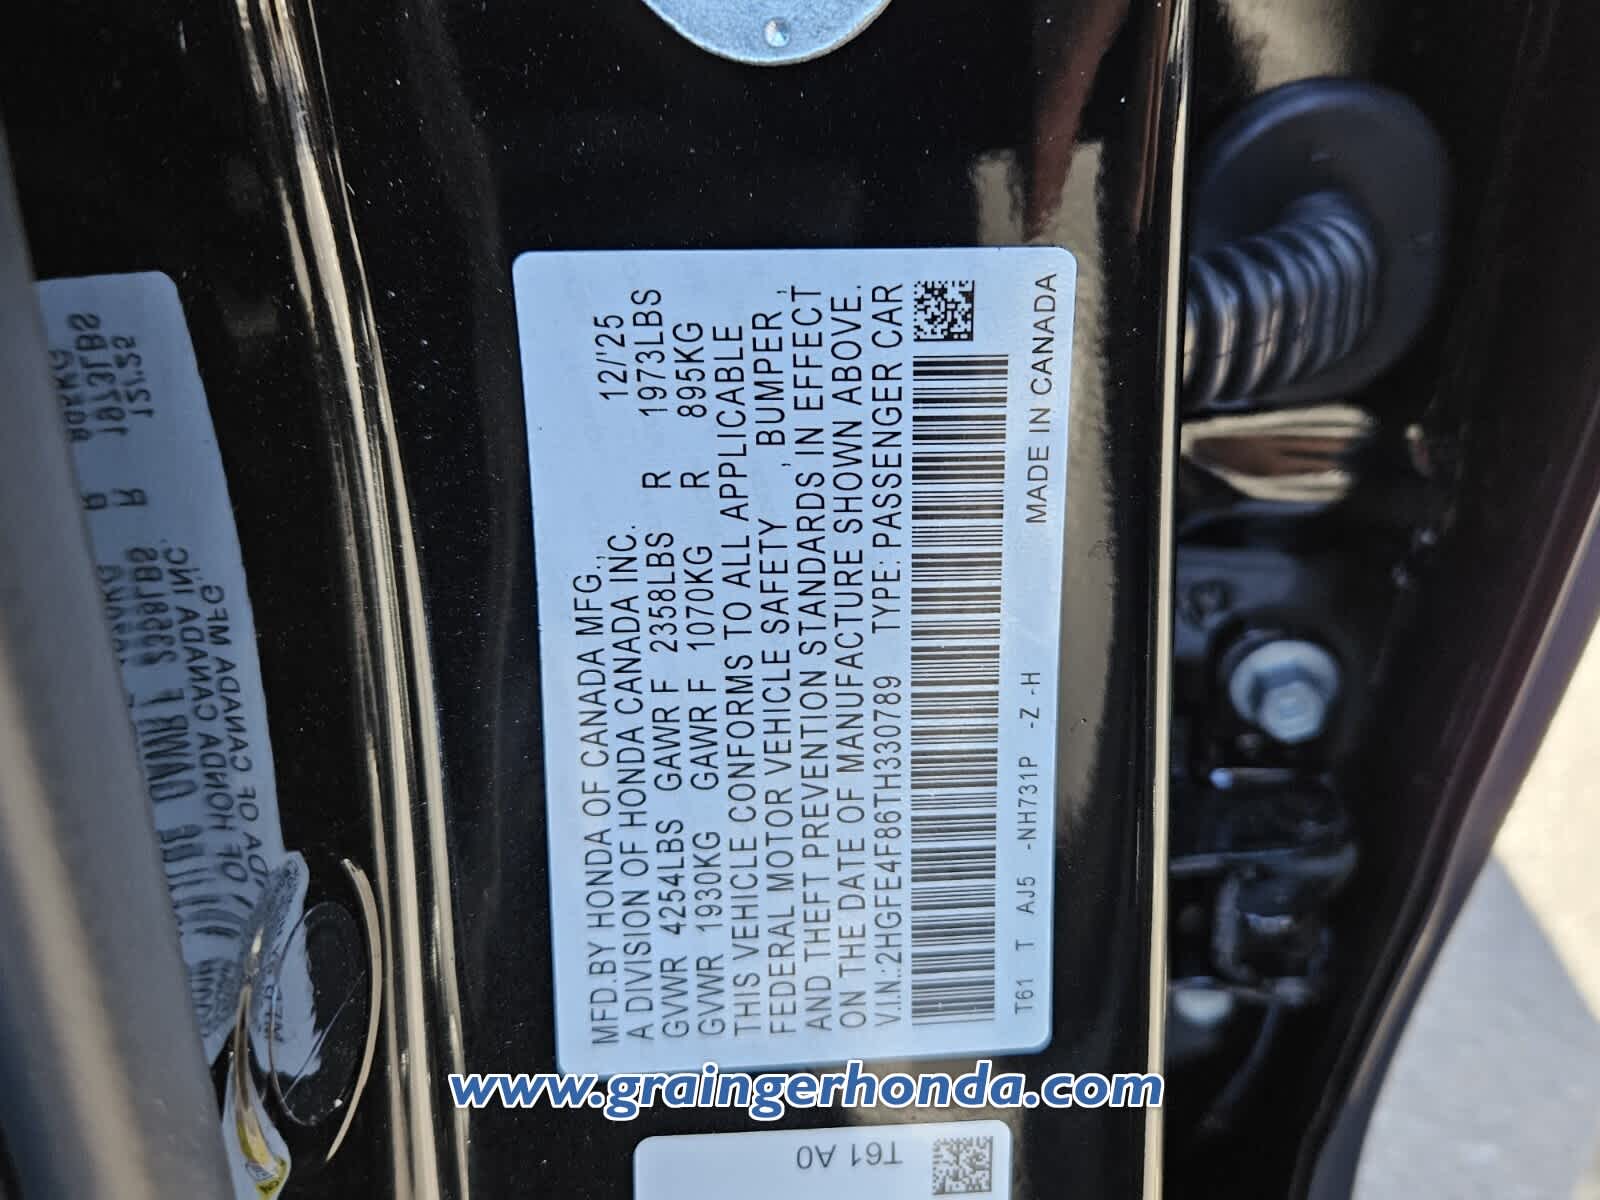 MFD.BY HONDA OF CANADA MFG., 12/'25
A DIVISION OF HONDA CANADA INC.
GVWR 4254LBS GAWR F 2358LBS R 1973LBS
GVWR 1930KG GAWR F 1070KG R 895KG
THIS VEHICLE CONFORMS TO ALL APPLICABLE
FEDERAL MOTOR VEHICLE SAFETY , BUMPER ,
AND THEFT PREVENTION STANDARDS IN EFFECT
ON THE DATE OF MANUFACTURE SHOWN ABOVE.
V.I.N.:2HGFE4F86TH330789 TYPE: PASSENGER CAR
T61 T AJ5 -NH731P -Z -H MADE IN CANADA
www.graingerhonda.com
T61 A0